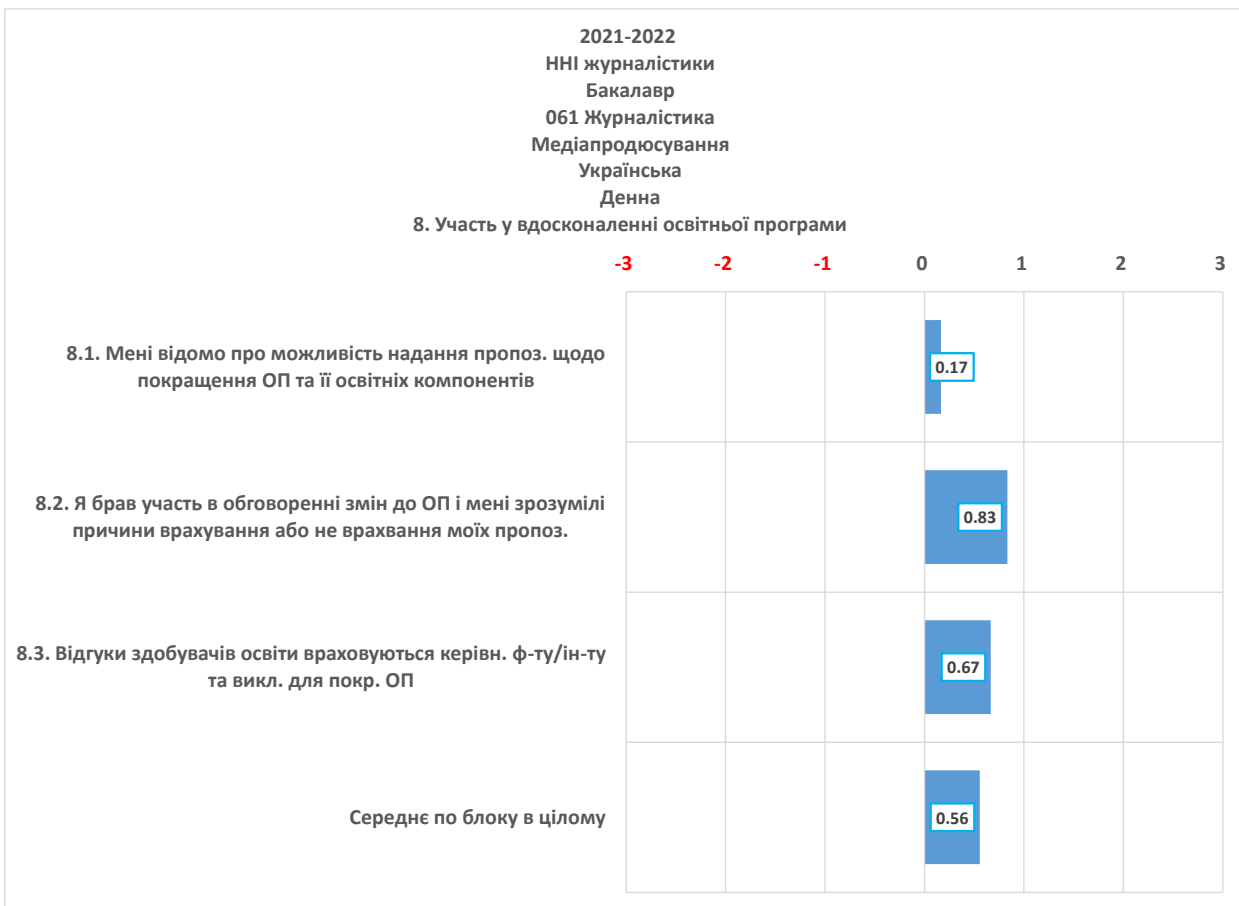 2021-2022
ННІ журналістики
Бакалавр
061 Журналістика
Медіапродюсування
Українська
Денна
8. Участь у вдосконаленні освітньої програми
-3 -2 -1 0 1 2 3
8.1. Мені відомо про можливість надання пропоз. щодо
покращення ОП та її освітніх компонентів
0.17
8.2. Я брав участь в обговоренні змін до ОП і мені зрозумілі
причини врахування або не врахвання моїх пропоз.
0.83
8.3. Відгуки здобувачів освіти враховуються керівн. ф-ту/ін-ту
та викл. для покр. ОП
0.67
Середнє по блоку в цілому
0.56